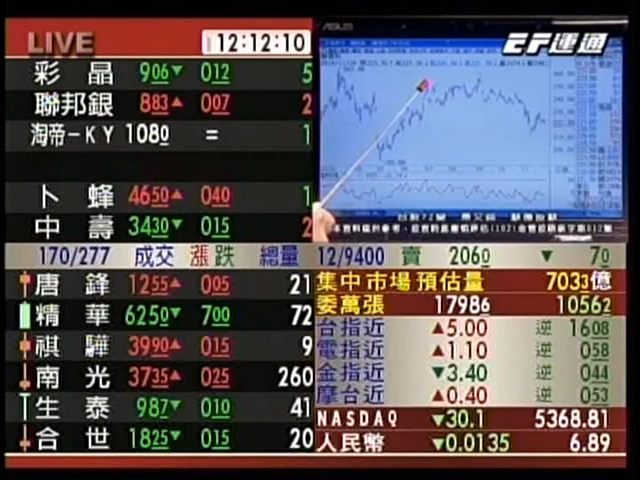 LIVE 12:12:10
彩晶 906▼ 012 5
聯邦銀 883▲ 007 2
淘帝-KY 1080 = 1
卜蜂 4650▲ 040 1
中壽 3430▼ 015 2
170/277 成交 漲跌 總量
唐鋒 1255▲ 005 21
精華 6250▼ 700 72
祺驊 3990▲ 015 9
南光 3735▲ 025 260
生泰 987▼ 010 41
合世 1825▼ 015 20
ASUS
EF運通
12/9400 賣 2060 ▼ 70
集中市場預估量 7033億
委萬張 17986 10562
台指近 ▲5.00 逆 1608
電指近 ▲1.10 逆 058
金指近 ▼3.40 逆 044
摩台近 ▲0.40 逆 053
NASDAQ ▼30.1 5368.81
人民幣 ▼0.0135 6.89